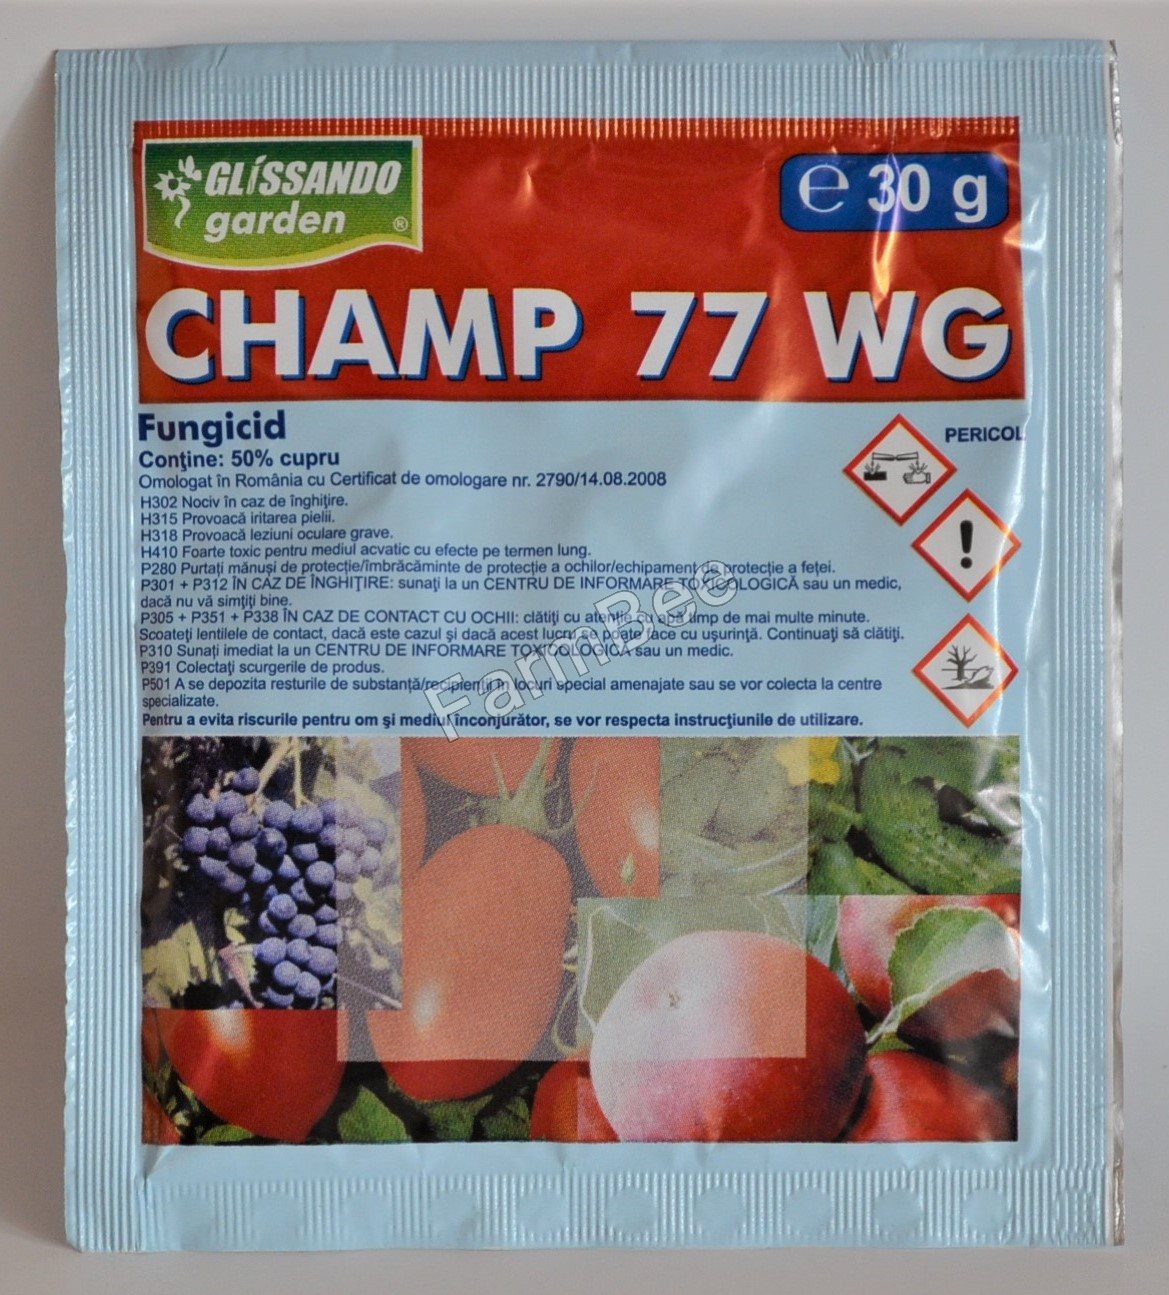 GLÍSSANDO
garden ®
e 30 g
CHAMP 77 WG
Fungicid
Conţine: 50% cupru
Omologat în România cu Certificat de omologare nr. 2790/14.08.2008
PERICOL
H302 Nociv în caz de înghiţire.
H315 Provoacă iritarea pielii.
H318 Provoacă leziuni oculare grave.
H410 Foarte toxic pentru mediul acvatic cu efecte pe termen lung.
P280 Purtaţi mănuşi de protecţie/îmbrăcăminte de protecţie a ochilor/echipament de protecţie a feţei.
P301 + P312 ÎN CAZ DE ÎNGHIŢIRE: sunaţi la un CENTRU DE INFORMARE TOXICOLOGICĂ sau un medic,
dacă nu vă simţiţi bine.
P305 + P351 + P338 ÎN CAZ DE CONTACT CU OCHII: clătiţi cu atenţie cu apă timp de mai multe minute.
Scoateţi lentilele de contact, dacă este cazul şi dacă acest lucru se poate face cu uşurinţă. Continuaţi să clătiţi.
P310 Sunaţi imediat la un CENTRU DE INFORMARE TOXICOLOGICĂ sau un medic.
P391 Colectaţi scurgerile de produs.
P501 A se depozita resturile de substanţă/recipienţii în locuri special amenajate sau se vor colecta la centre
specializate.
Pentru a evita riscurile pentru om şi mediul înconjurător, se vor respecta instrucţiunile de utilizare.
FarmBee